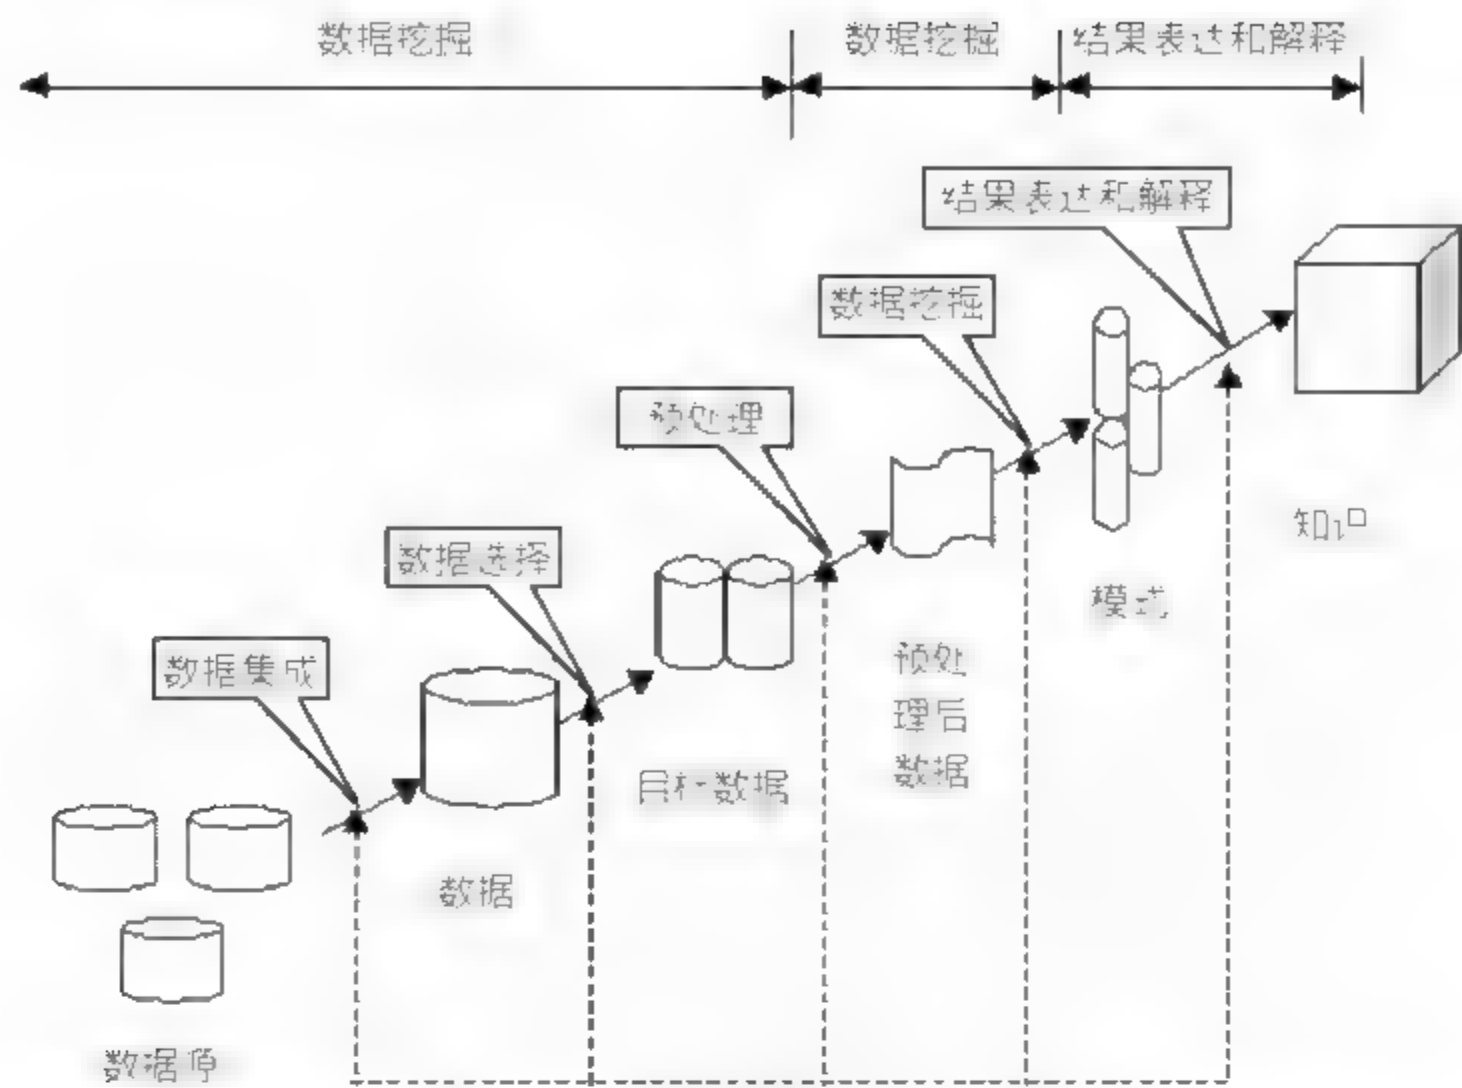 数据挖掘
数据挖掘
结果表达和解释
结果表达和解释
数据挖掘
预处理
数据选择
数据集成
知识
模式
预处
理后
数据
目标数据
数据
数据源